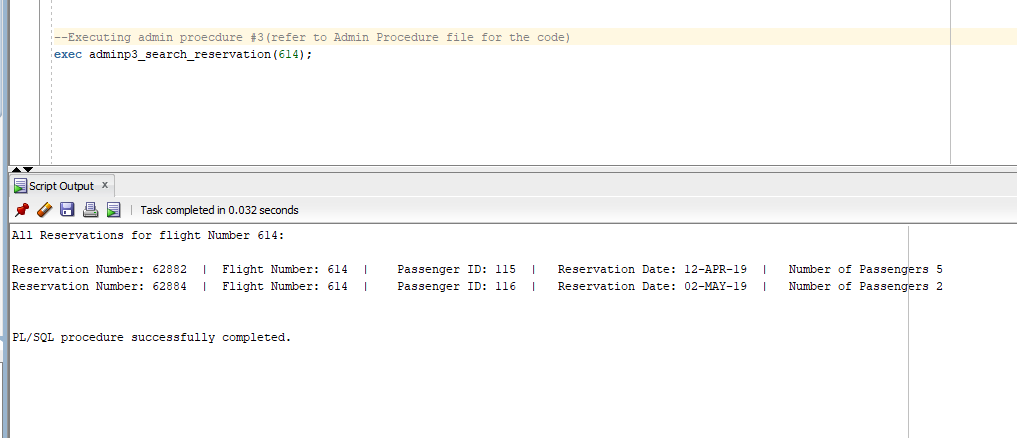 --Executing admin proecdure #3(refer to Admin Procedure file for the code)
exec adminp3_search_reservation(614);
Script Output x
Task completed in 0.032 seconds
All Reservations for flight Number 614:
Reservation Number: 62882 | Flight Number: 614 | Passenger ID: 115 | Reservation Date: 12-APR-19 | Number of Passengers 5
Reservation Number: 62884 | Flight Number: 614 | Passenger ID: 116 | Reservation Date: 02-MAY-19 | Number of Passengers 2
PL/SQL procedure successfully completed.